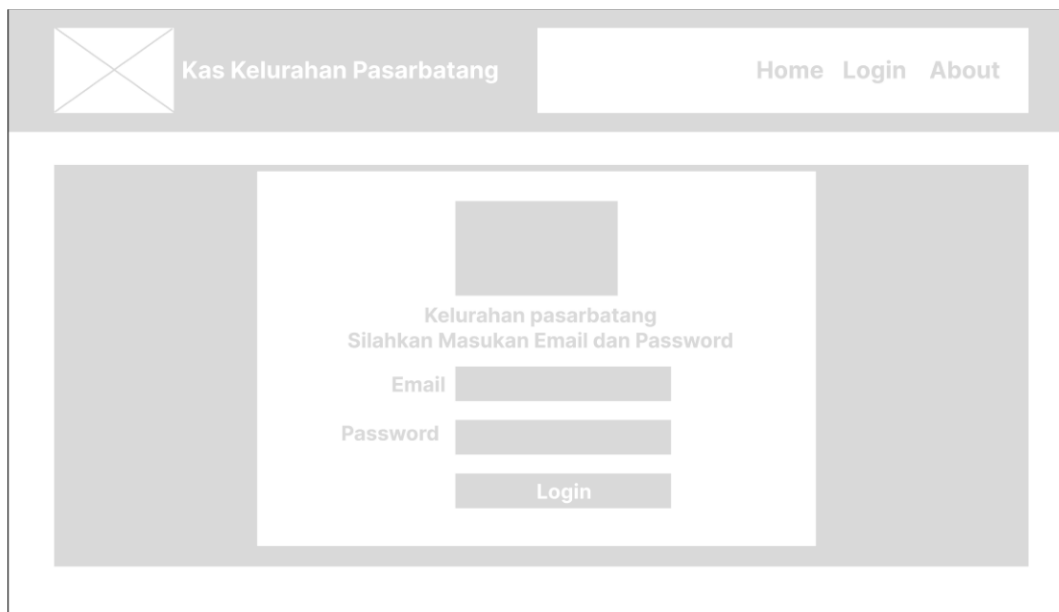 Kas Kelurahan Pasarbatang
Home Login About
Kelurahan pasarbatang
Silahkan Masukan Email dan Password
Email
Password
Login